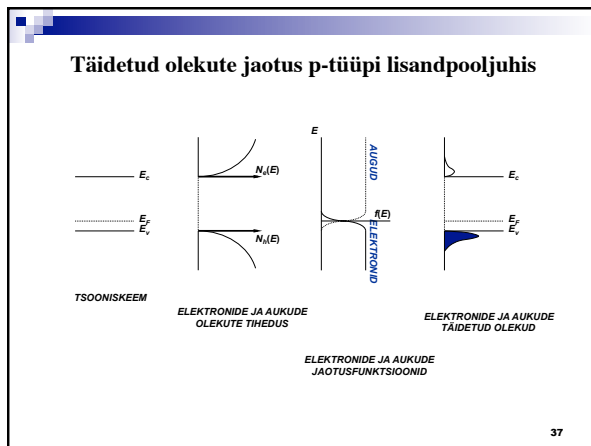 Täidetud olekute jaotus p-tüüpi lisandpooljuhis
E
AUGUD
Ne(E)
Ec
Ec
EF
Ev
f(E)
EF
Ev
Nh(E)
ELEKTRONID
TSOONISKEEM
ELEKTRONIDE JA AUKUDE
OLEKUTE TIHEDUS
ELEKTRONIDE JA AUKUDE
TÄIDETUD OLEKUD
ELEKTRONIDE JA AUKUDE
JAOTUSFUNKTSIOONID
37